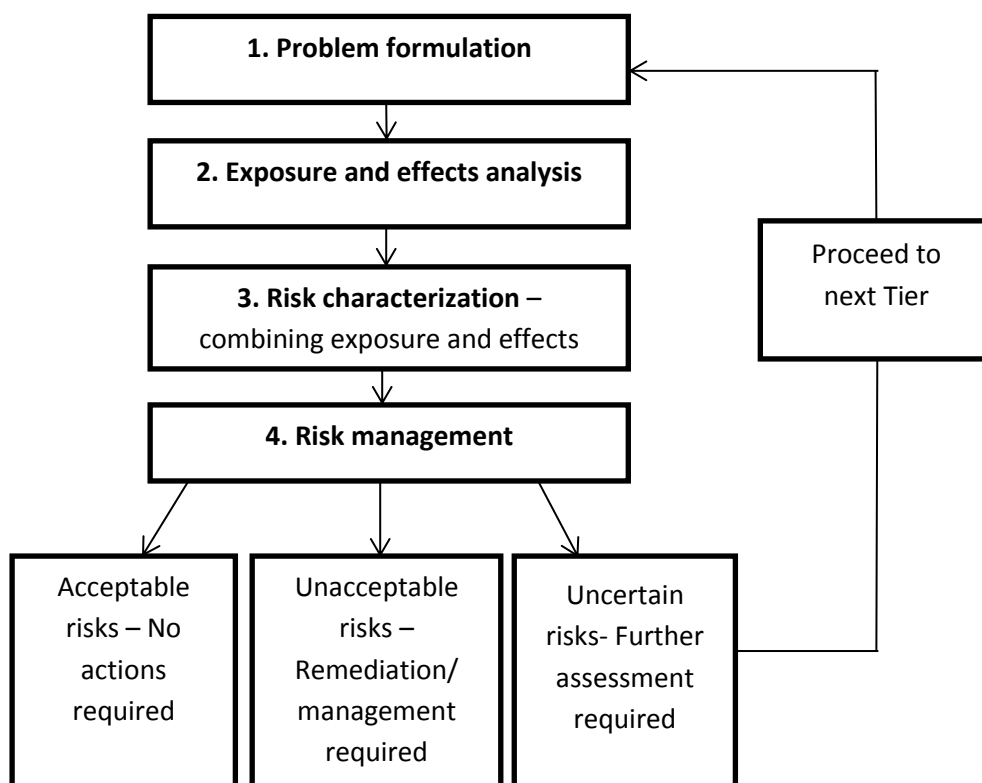 1. Problem formulation
2. Exposure and effects analysis
Proceed to
next Tier
3. Risk characterization –
combining exposure and effects
4. Risk management
Acceptable
risks – No
actions
required
Unacceptable
risks –
Remediation/
management
required
Uncertain
risks- Further
assessment
required